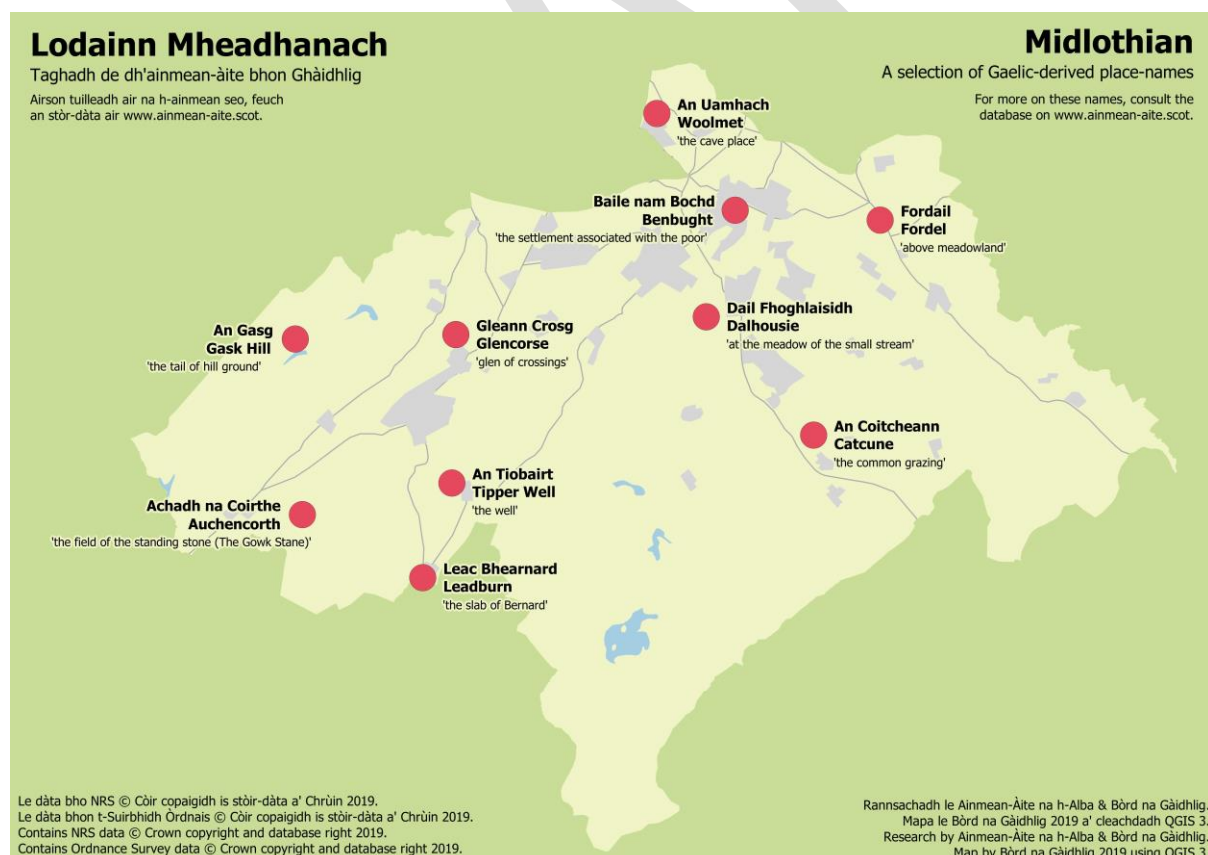 Lodainn Mheadhanach
Taghadh de dh'ainmean-àite bhon Ghàidhlig
Airson tuilleadh air na h-ainmean seo, feuch
an stòr-dàta air www.ainmean-aite.scot.
Midlothian
A selection of Gaelic-derived place-names
For more on these names, consult the
database on www.ainmean-aite.scot.
An Uamhach
Woolmet
'the cave place'
Baile nam Bochd
Benbught
'the settlement associated with the poor'
Fordail
Fordel
'above meadowland'
An Gasg
Gask Hill
'the tail of hill ground'
Gleann Crosg
Glencorse
'glen of crossings'
Dail Fhoghlaisidh
Dalhousie
'at the meadow of the small stream'
An Coitcheann
Catcune
'the common grazing'
An Tiobairt
Tipper Well
'the well'
Achadh na Coirthe
Auchencorth
'the field of the standing stone (The Gowk Stane)'
Leac Bhearnard
Leadburn
'the slab of Bernard'
Le dàta bho NRS © Còir copaigidh is stòir-dàta a' Chrùin 2019.
Le dàta bhon t-Suirbhidh Òrdnais © Còir copaigidh is stòir-dàta a' Chrùin 2019.
Contains NRS data © Crown copyright and database right 2019.
Contains Ordnance Survey data © Crown copyright and database right 2019.
Rannsachadh le Ainmean-Àite na h-Alba & Bòrd na Gàidhlig.
Mapa le Bòrd na Gàidhlig 2019 a' cleachdadh QGIS 3.
Research by Ainmean-Àite na h-Alba & Bòrd na Gàidhlig.
Map by Bòrd na Gàidhlig 2019 using QGIS 3.